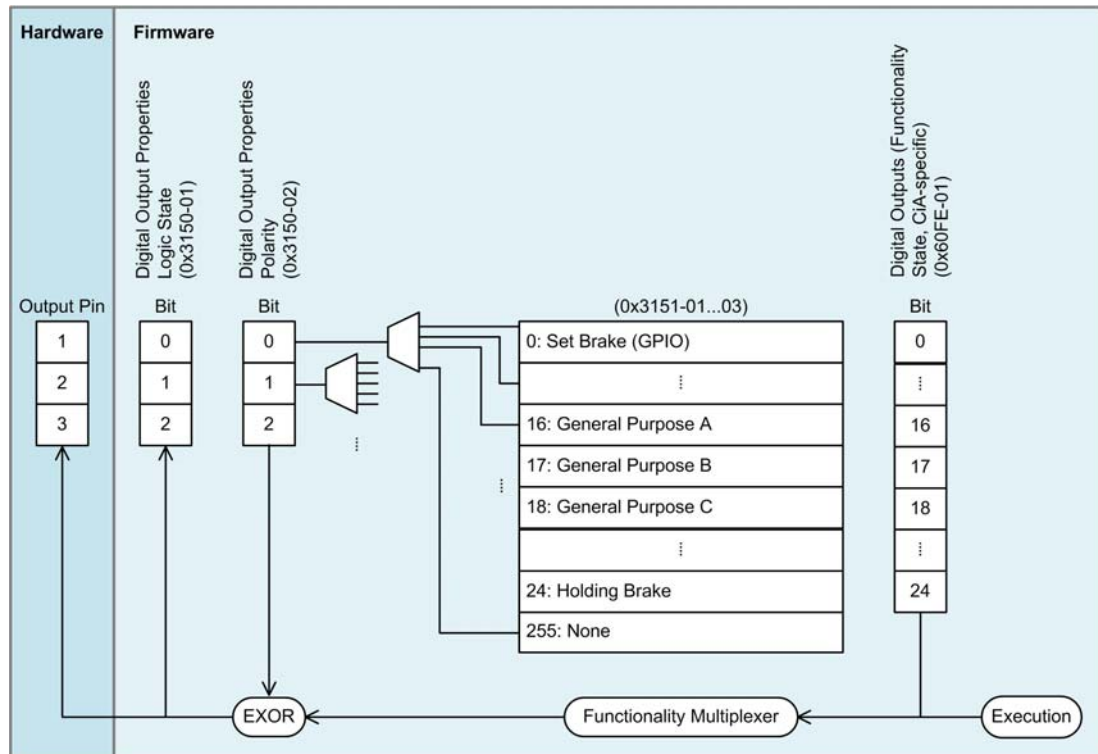 Hardware
Firmware
Digital Output Properties
Logic State
(0x3150-01)
Digital Output Properties
Polarity
(0x3150-02)
Digital Outputs (Functionality
State, CiA-specific)
(0x60FE-01)
Output Pin
Bit
Bit
(0x3151-01...03)
Bit
1
2
3
0
1
2
0
1
2
0: Set Brake (GPIO)
16: General Purpose A
17: General Purpose B
18: General Purpose C
24: Holding Brake
255: None
0
16
17
18
24
EXOR
Functionality Multiplexer
Execution